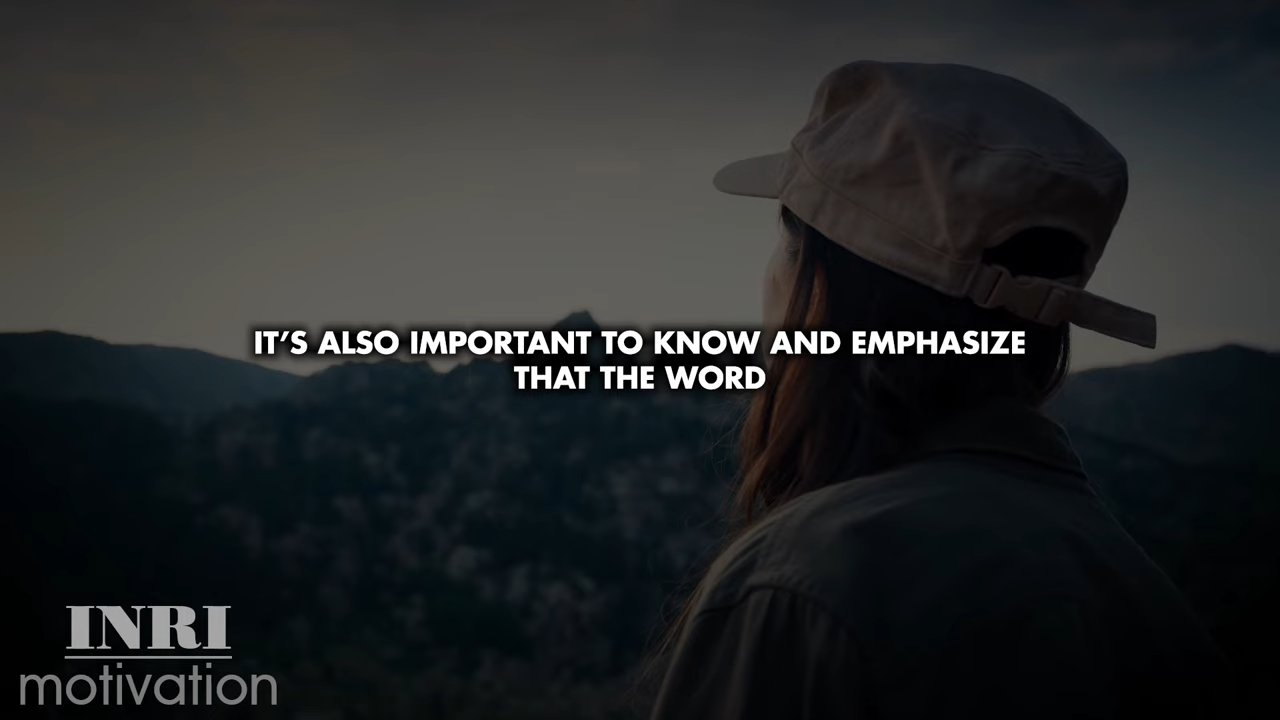 IT’S ALSO IMPORTANT TO KNOW AND EMPHASIZE
THAT THE WORD
INRI
motivation